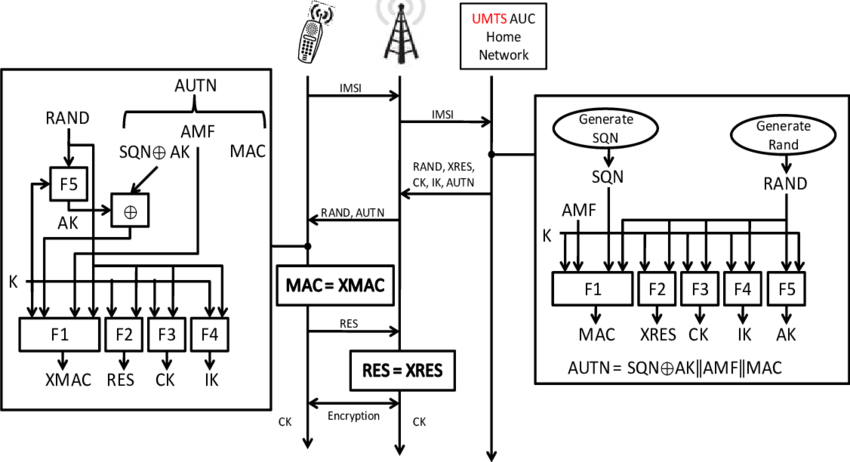 UMTS AUC
Home
Network
IMSI
IMSI
RAND, XRES,
CK, IK, AUTN
RAND, AUTN
MAC = XMAC
RES
RES = XRES
Encryption
CK
CK
AUTN
RAND
AMF
SQN⊕ AK
MAC
F5
⊕
AK
K
F1
F2
F3
F4
XMAC
RES
CK
IK
Generate
SQN
Generate
Rand
SQN
RAND
AMF
K
F1
F2
F3
F4
F5
MAC
XRES
CK
IK
AK
AUTN = SQN⊕AK||AMF||MAC